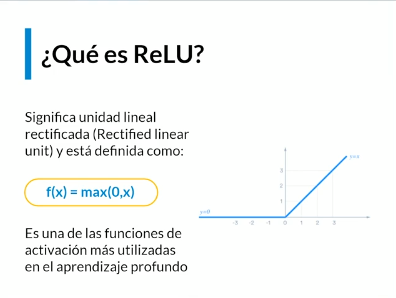 ¿Qué es ReLU?
Significa unidad lineal
rectificada (Rectified linear
unit) y está definida como:
f(x) = max(0,x)
Es una de las funciones de
activación más utilizadas
en el aprendizaje profundo
y=x
3
2
1
y=0
-3 -2 -1 0 1 2 3